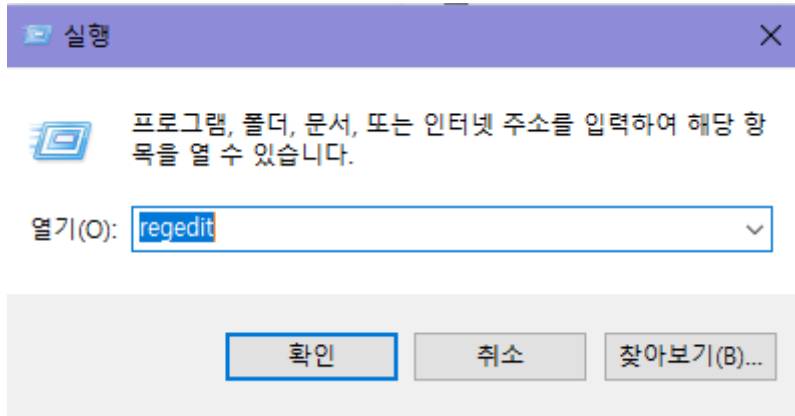 실행
프로그램, 폴더, 문서, 또는 인터넷 주소를 입력하여 해당 항
목을 열 수 있습니다.
열기(O): regedit
확인 취소 찾아보기(B)...